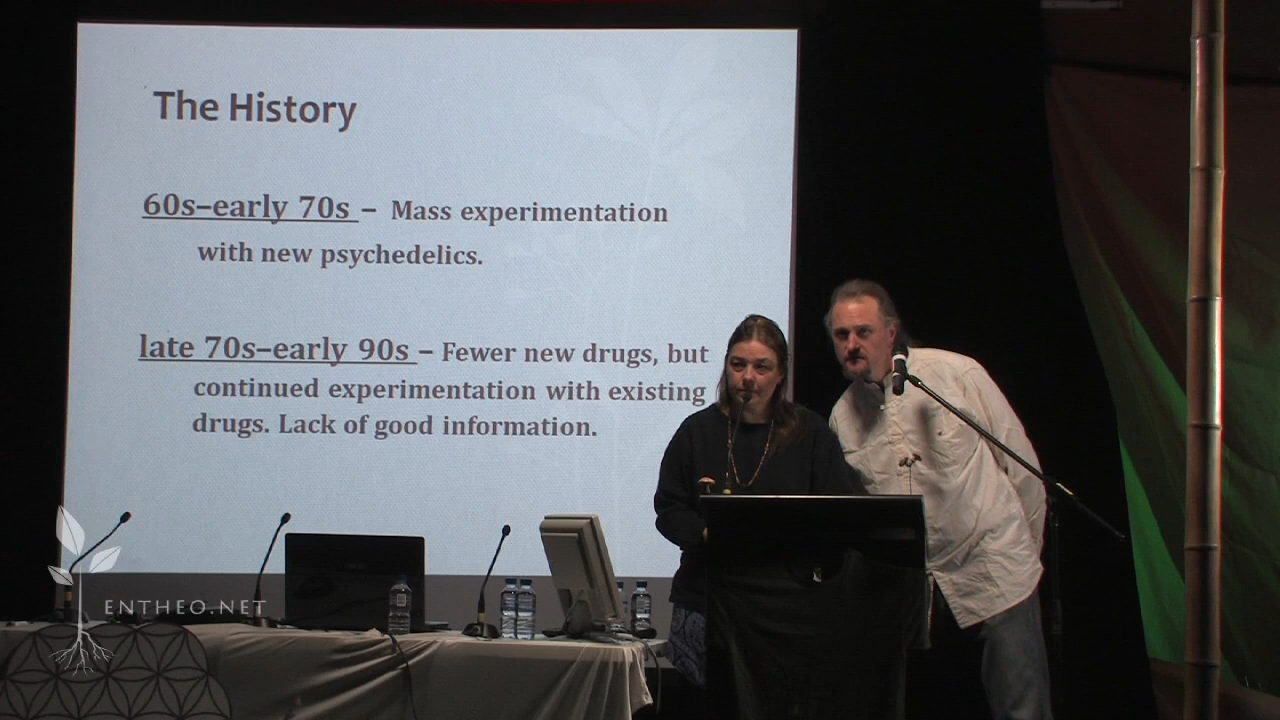 The History
60s–early 70s – Mass experimentation
with new psychedelics.
late 70s–early 90s – Fewer new drugs, but
continued experimentation with existing
drugs. Lack of good information.
ENTHEO.NET